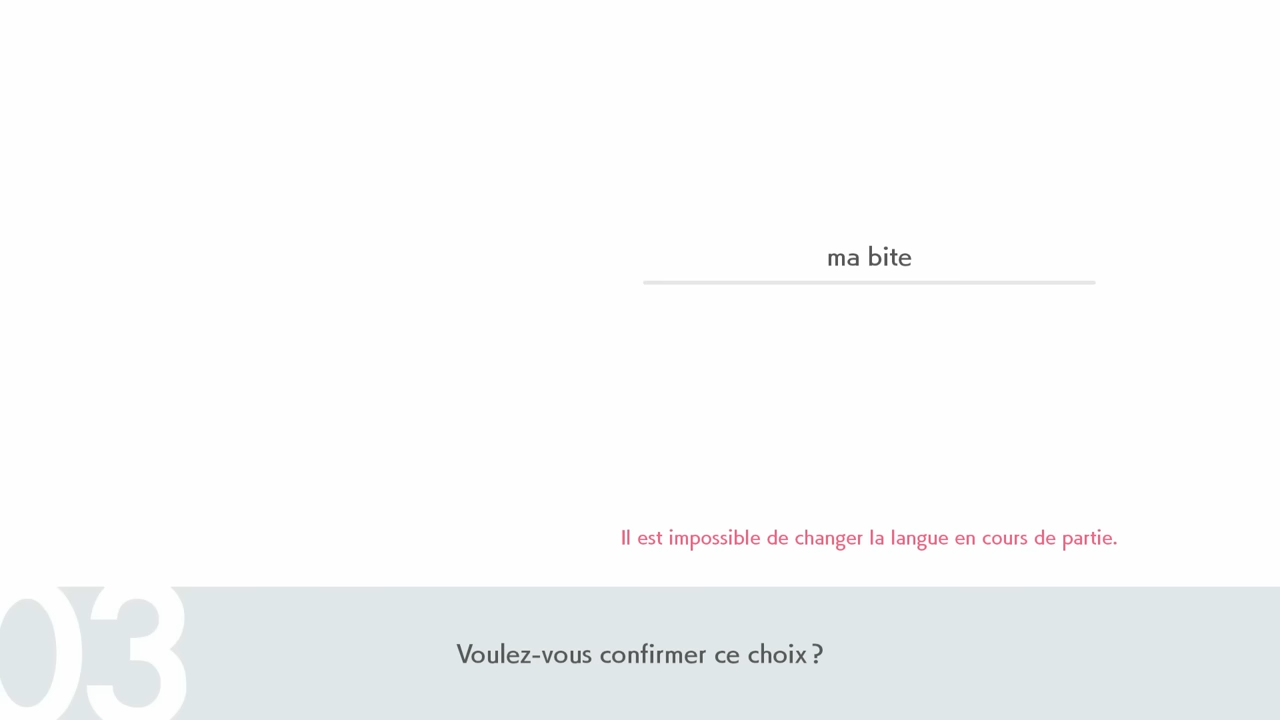 ma bite
Il est impossible de changer la langue en cours de partie.
03
Voulez-vous confirmer ce choix ?